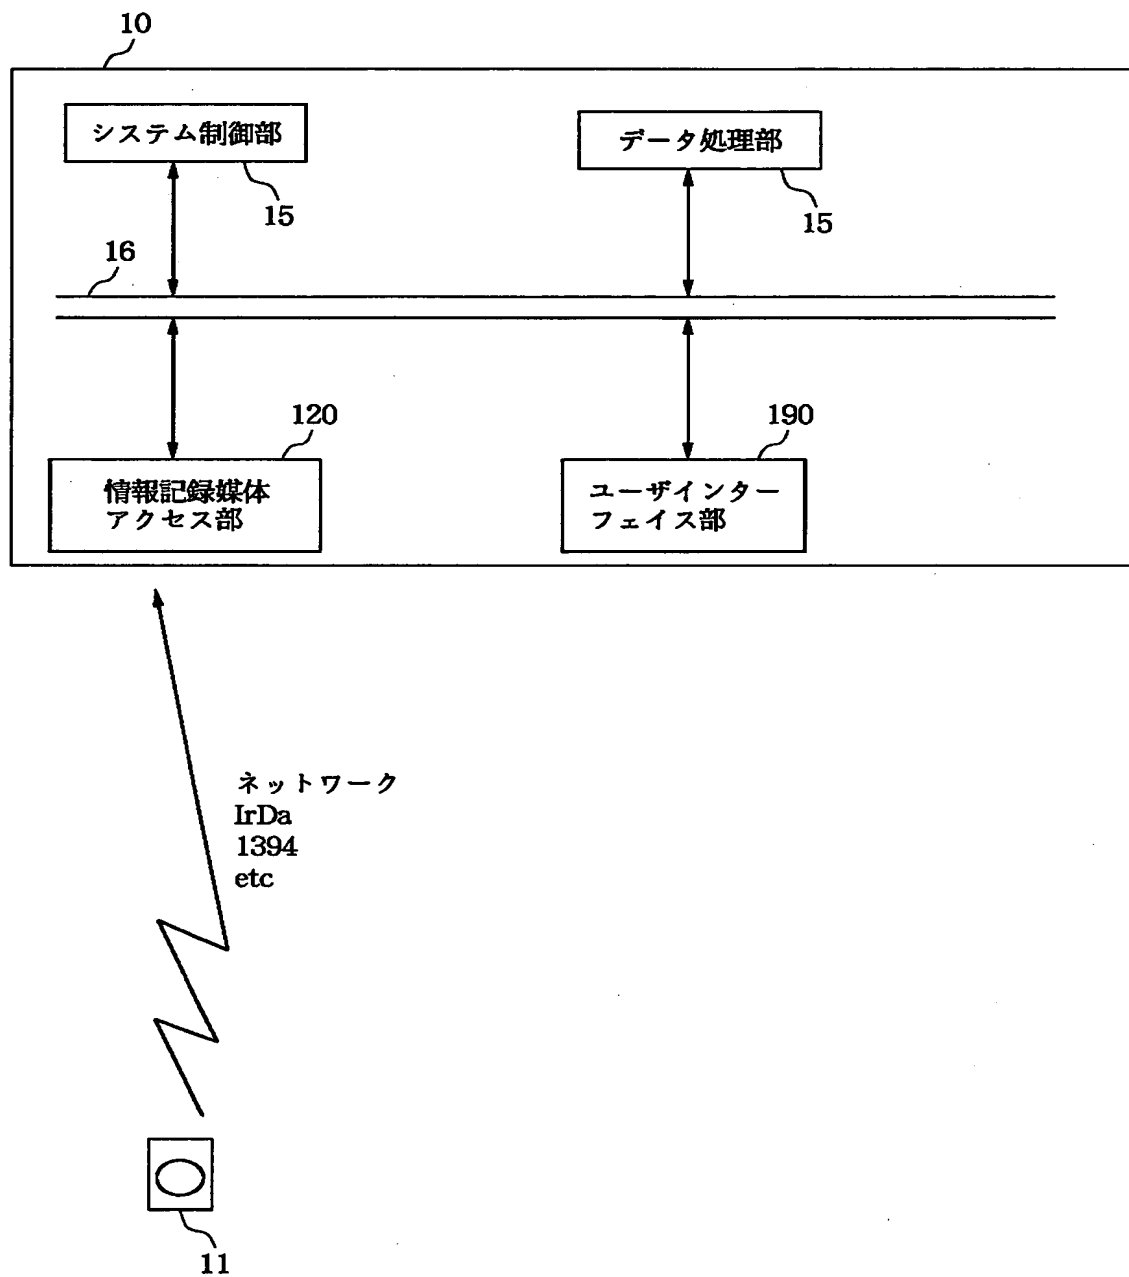 10
システム制御部
データ処理部
15
15
16
120
190
情報記録媒体
アクセス部
ユーザインター
フェイス部
ネットワーク
IrDa
1394
etc
11